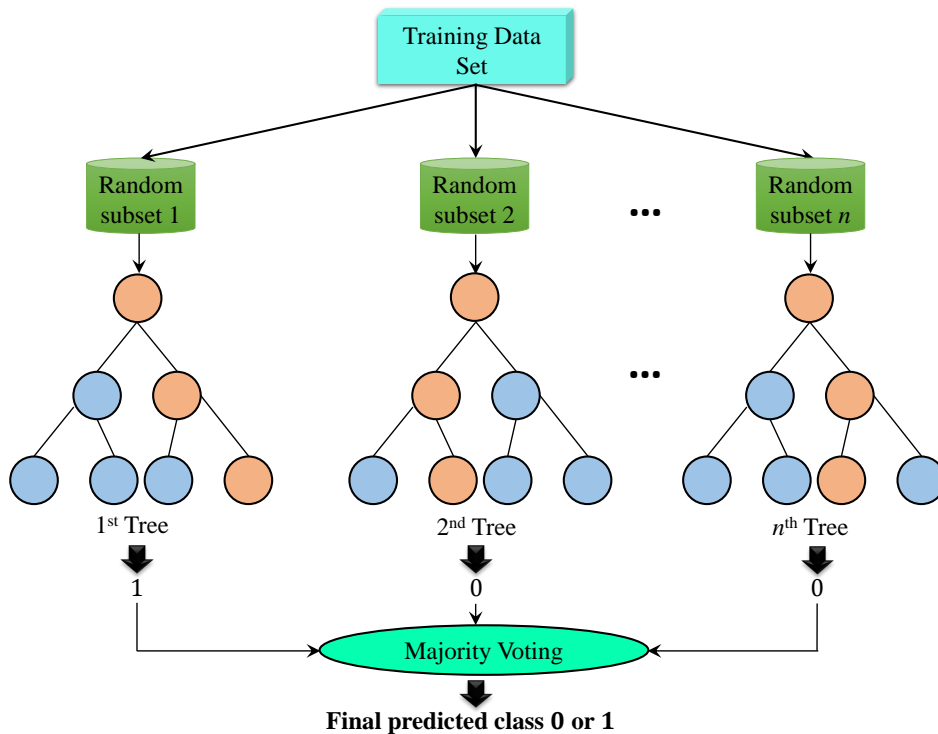 Training Data
Set
Random
subset 1
Random
subset 2
...
Random
subset n
...
1st Tree
2nd Tree
nth Tree
1
0
0
Majority Voting
Final predicted class 0 or 1